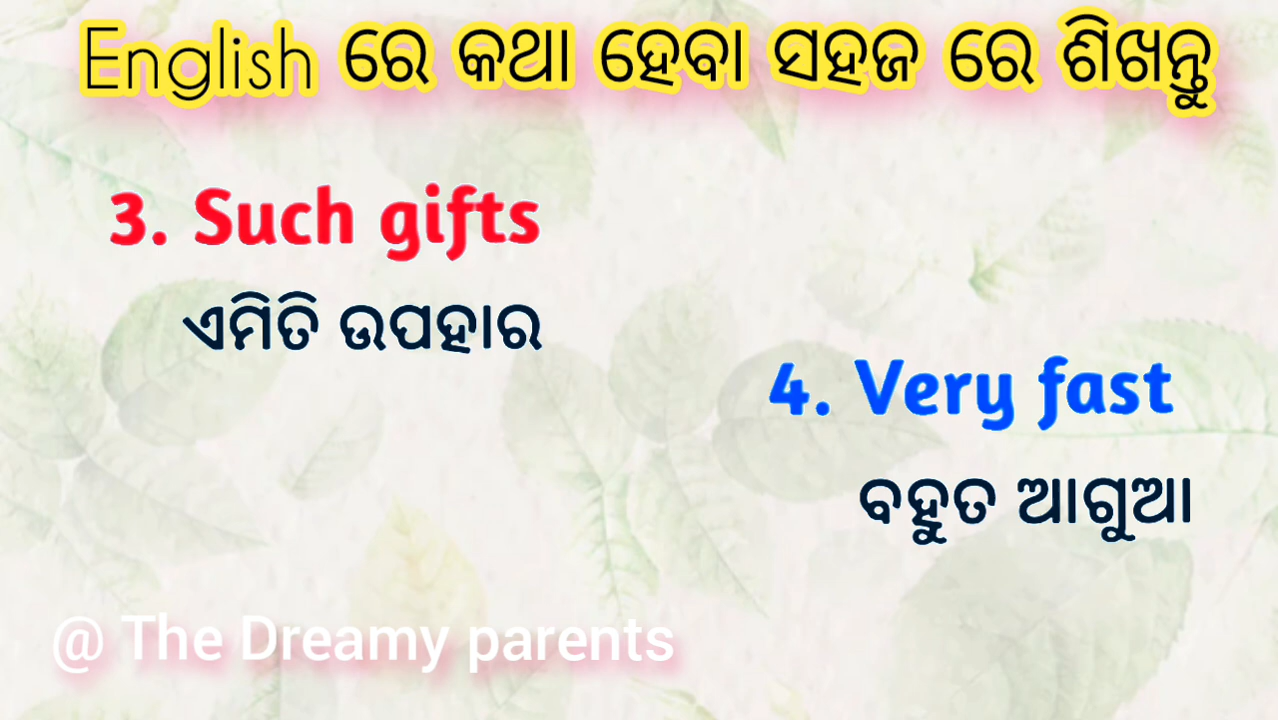 English ରେ କଥା ହେବା ସହଜ ରେ ଶିଖନ୍ତୁ
3. Such gifts
ଏମିତି ଉପହାର
4. Very fast
ବହୁତ ଆଗୁଆ
@ The Dreamy parents